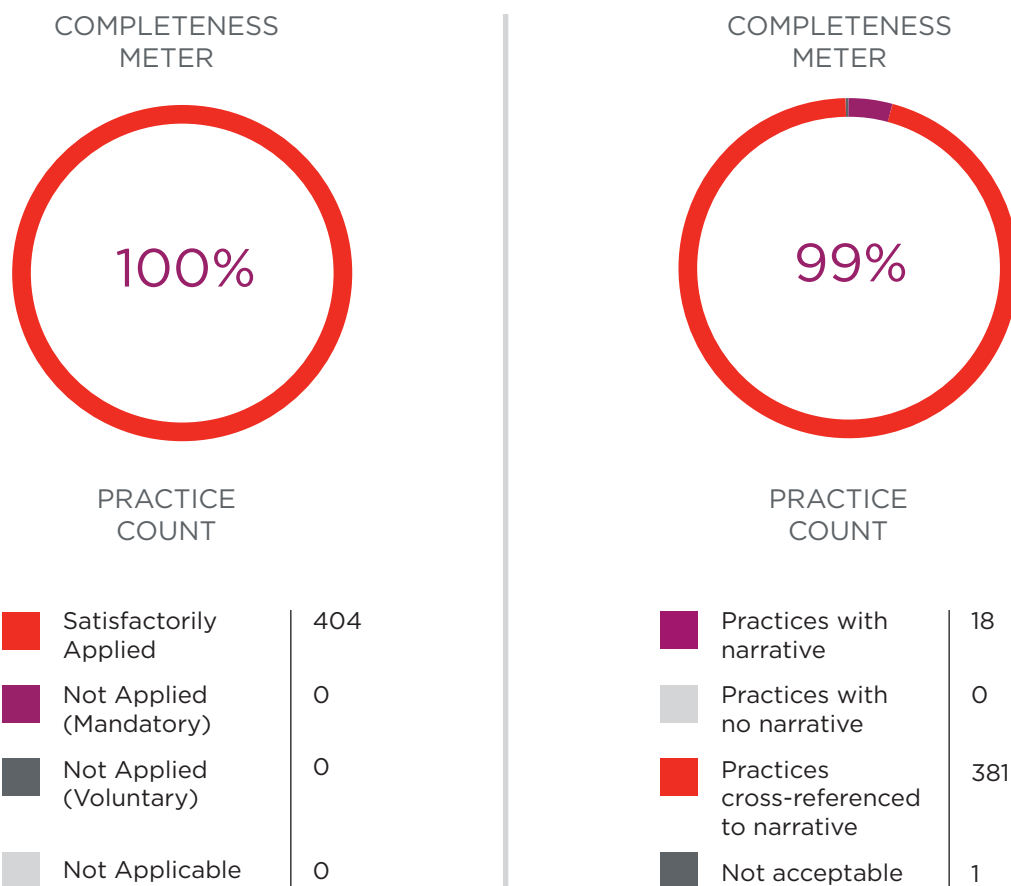 COMPLETENESS
METER
100%
PRACTICE
COUNT
Satisfactorily
Applied
404
Not Applied
(Mandatory)
0
Not Applied
(Voluntary)
0
Not Applicable
0
COMPLETENESS
METER
99%
PRACTICE
COUNT
Practices with
narrative
18
Practices with
no narrative
0
Practices
cross-referenced
to narrative
381
Not acceptable
1